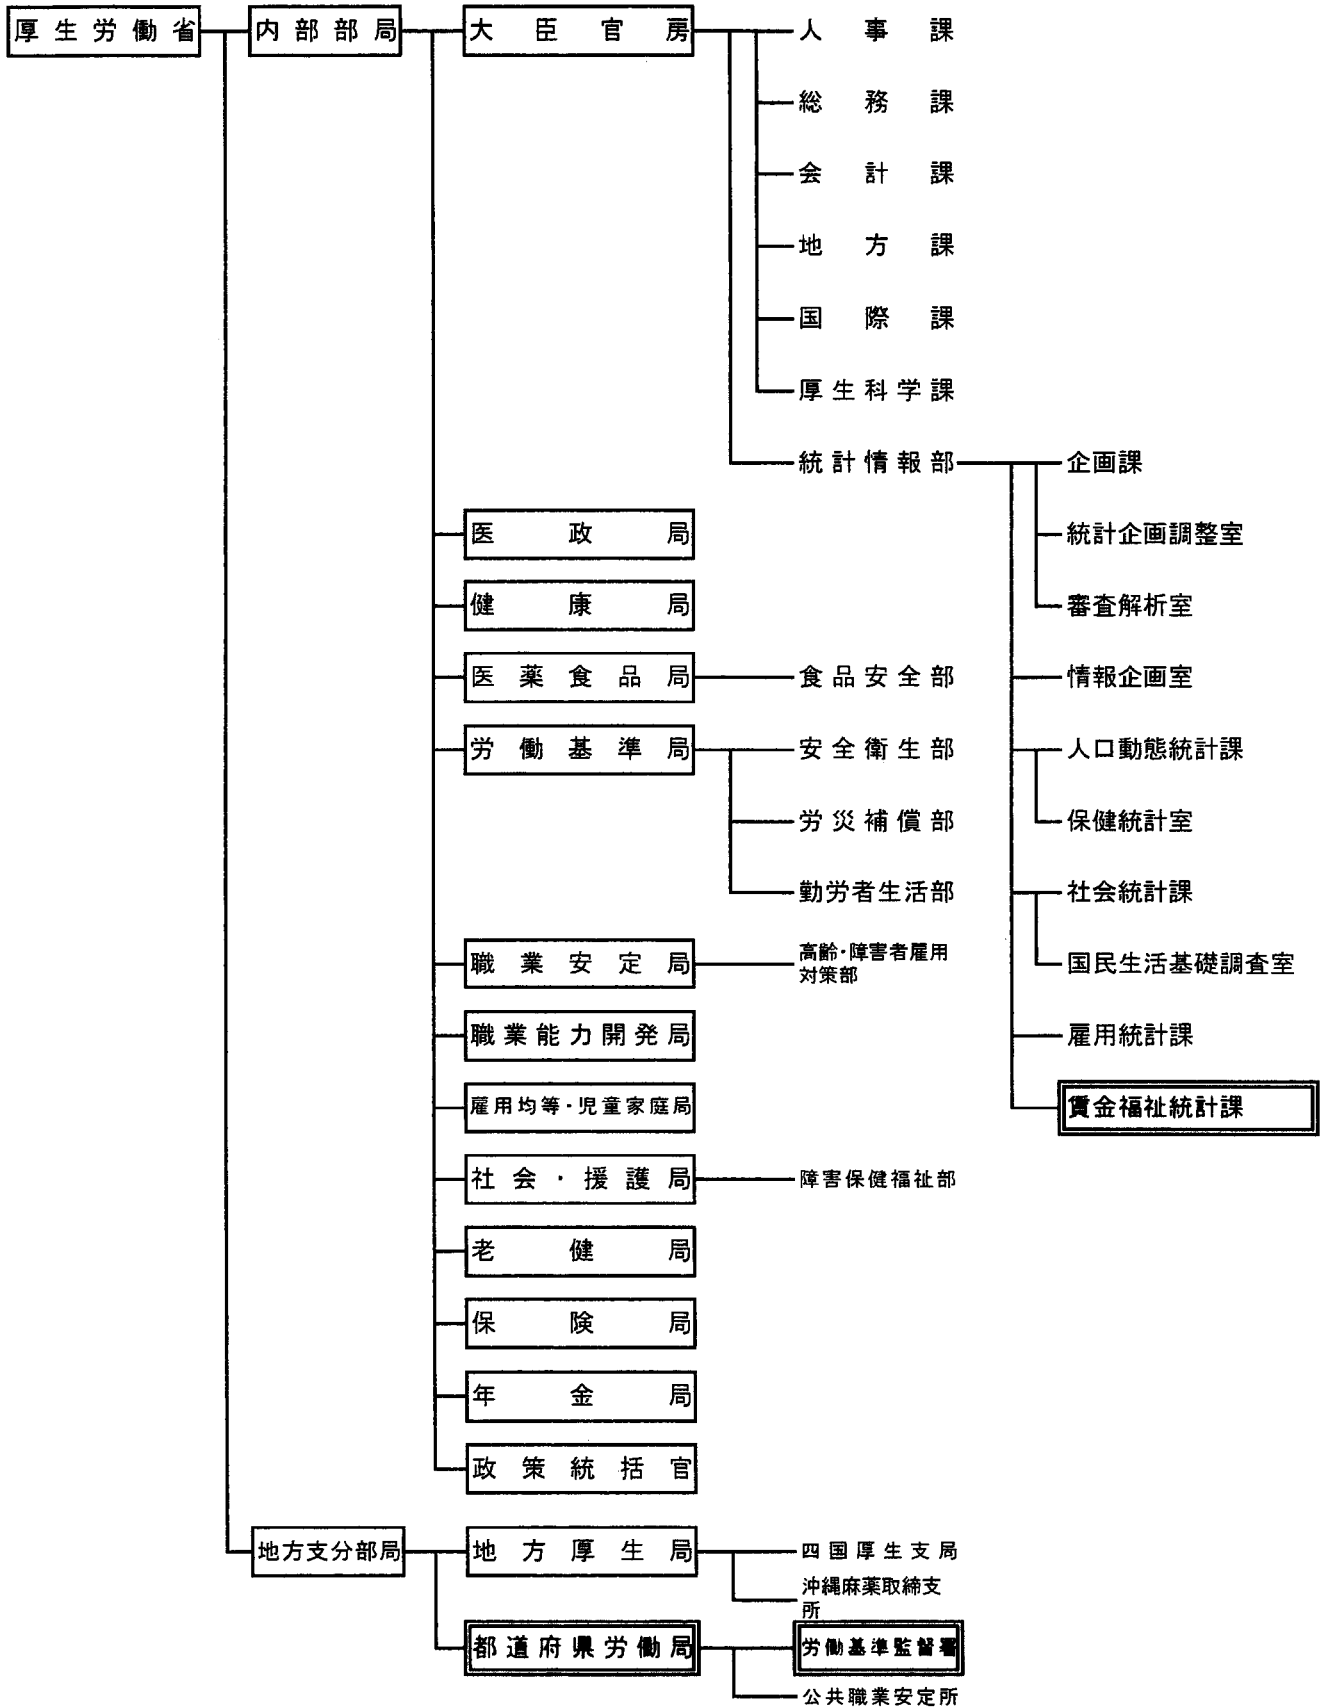 厚生労働省
内部部局
大臣官房
人事課
総務課
会計課
地方課
国際課
厚生科学課
統計情報部
企画課
統計企画調整室
審査解析室
情報企画室
人口動態統計課
保健統計室
社会統計課
国民生活基礎調査室
雇用統計課
賃金福祉統計課
医政局
健康局
医薬食品局
食品安全部
労働基準局
安全衛生部
労災補償部
勤労者生活部
職業安定局
高齢・障害者雇用
対策部
職業能力開発局
雇用均等・児童家庭局
社会・援護局
障害保健福祉部
老健局
保険局
年金局
政策統括官
地方支分部局
地方厚生局
四国厚生支局
沖縄麻薬取締支
所
都道府県労働局
労働基準監督署
公共職業安定所